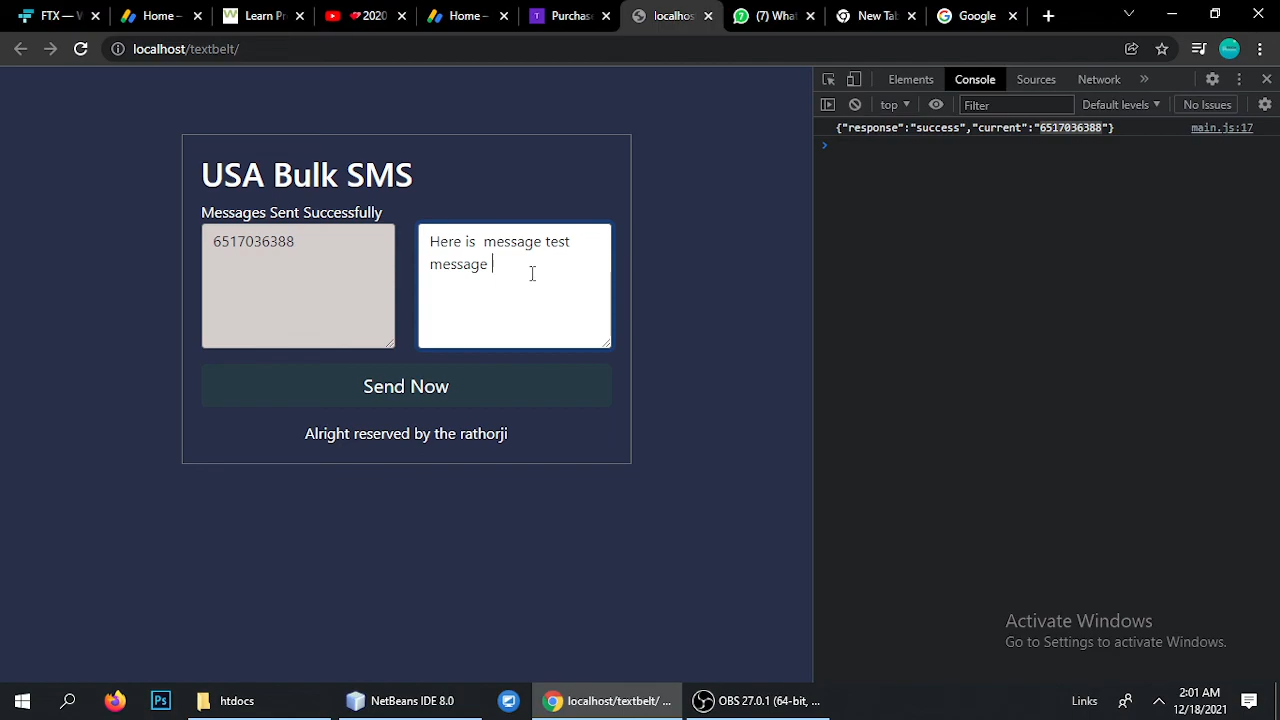 FTX — W
Home —
Learn Pr
2020
Home —
Purchas
localhos
(7) Wha
New Tab
Google
localhost/textbelt/
Elements
Console
Sources
Network
top
Filter
Default levels
No Issues
{"response":"success","current":"6517036388"}
main.js:17
USA Bulk SMS
Messages Sent Successfully
6517036388
Here is  message test
message
Send Now
Alright reserved by the rathorji
Activate Windows
Go to Settings to activate Windows.
Ps
htdocs
NetBeans IDE 8.0
localhost/textbelt/ ...
OBS 27.0.1 (64-bit, ...
Links
2:01 AM
12/18/2021